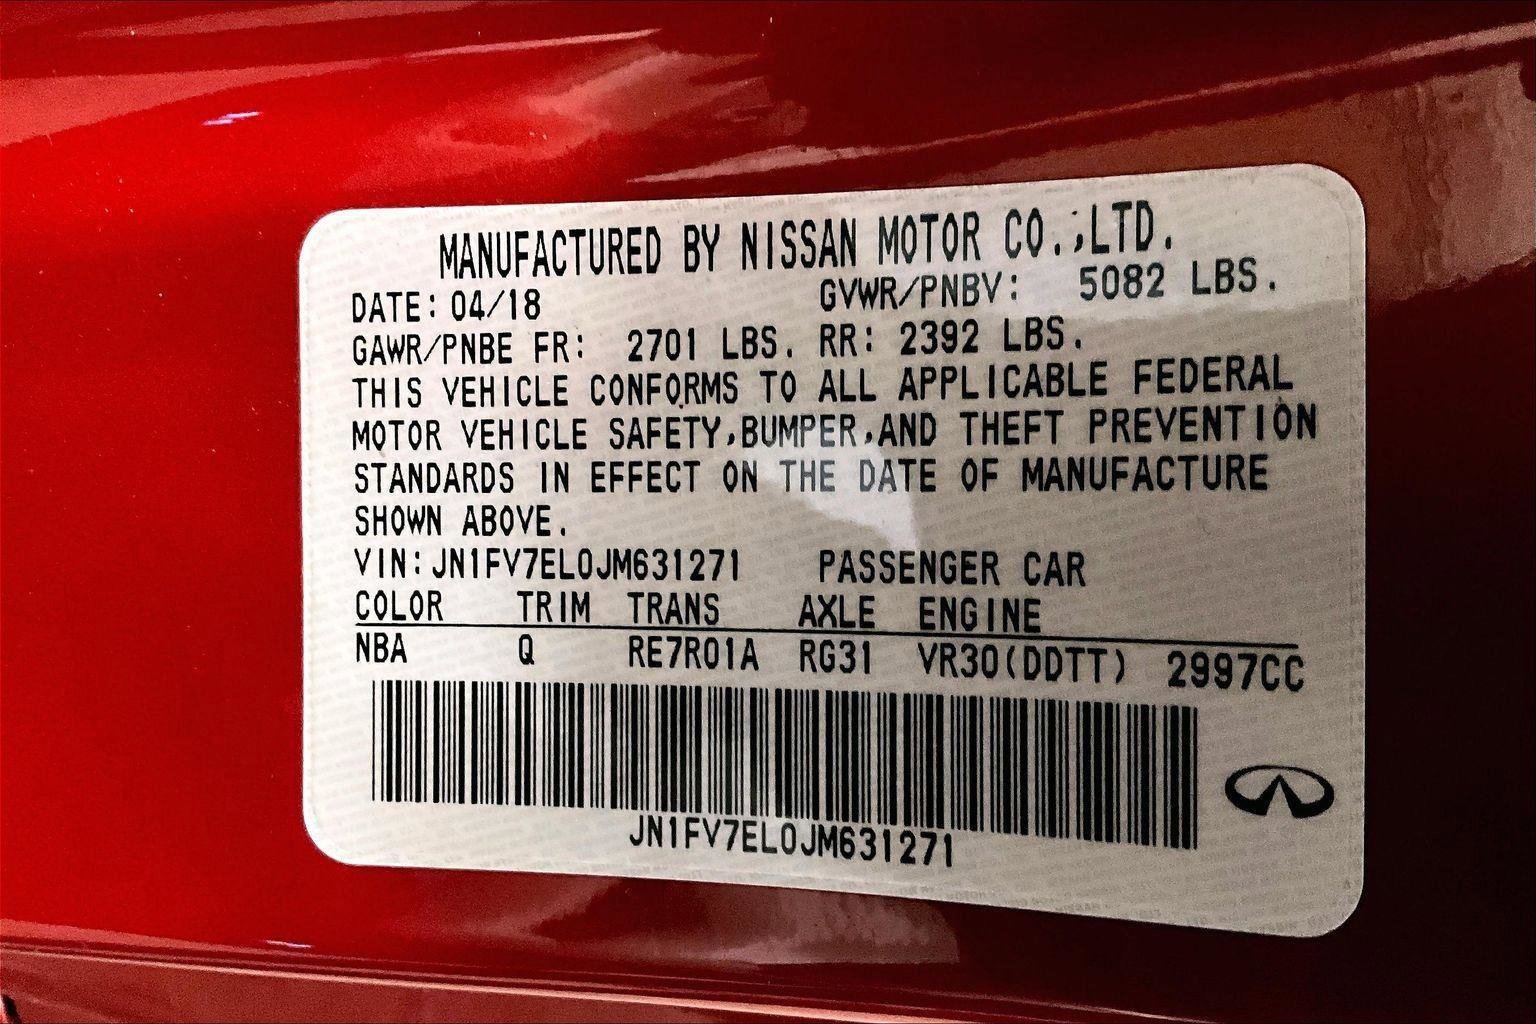 MANUFACTURED BY NISSAN MOTOR CO.,LTD.
DATE: 04/18 GVWR/PNBV: 5082 LBS.
GAWR/PNBE FR: 2701 LBS. RR: 2392 LBS.
THIS VEHICLE CONFORMS TO ALL APPLICABLE FEDERAL
MOTOR VEHICLE SAFETY,BUMPER,AND THEFT PREVENTION
STANDARDS IN EFFECT ON THE DATE OF MANUFACTURE
SHOWN ABOVE.
VIN:JN1FV7EL0JM631271 PASSENGER CAR
COLOR TRIM TRANS AXLE ENGINE
NBA Q RE7R01A RG31 VR30(DDTT) 2997CC
JN1FV7EL0JM631271